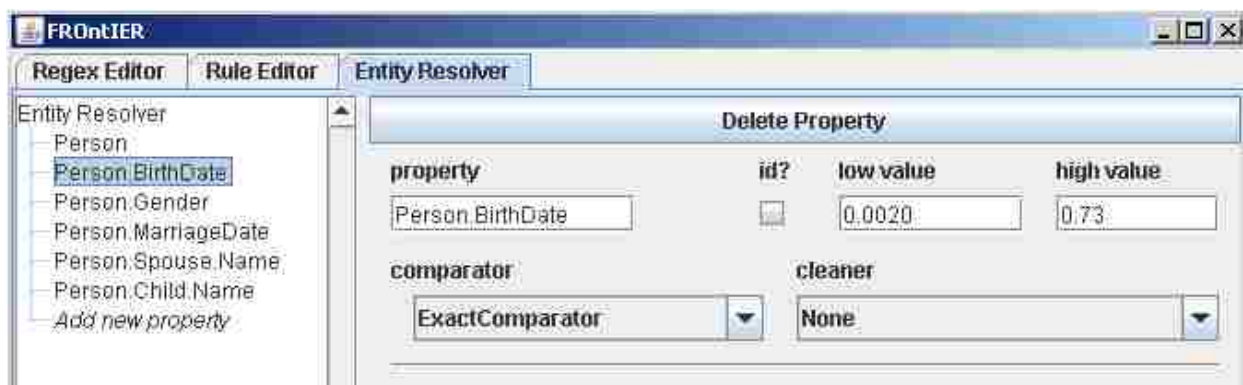 FROntIER
Regex Editor Rule Editor Entity Resolver
Entity Resolver
Person
Person.BirthDate
Person.Gender
Person.MarriageDate
Person.Spouse.Name
Person.Child.Name
Add new property
Delete Property
property id? low value high value
Person.BirthDate 0.0020 0.73
comparator cleaner
ExactComparator None